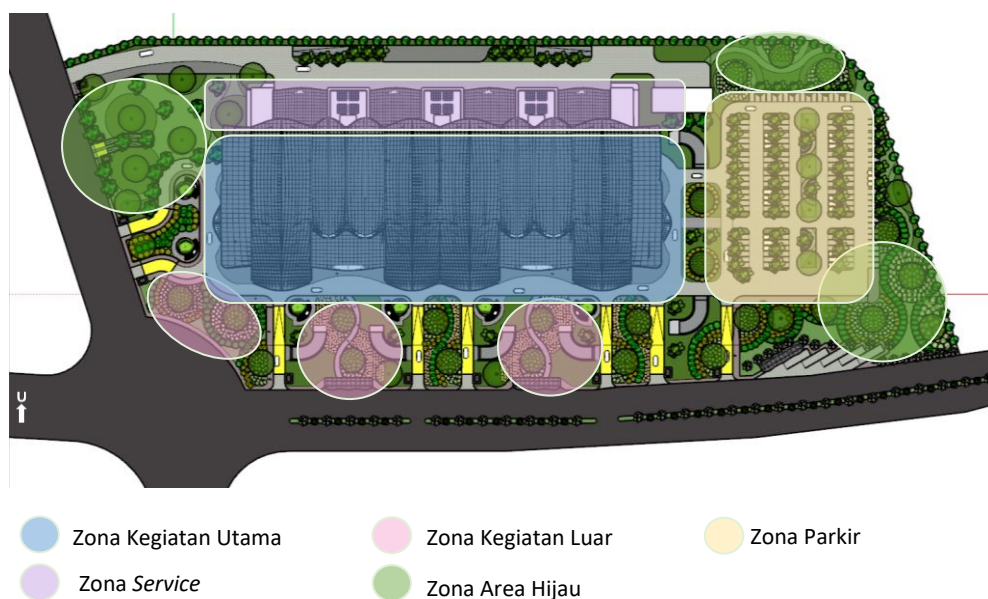 U
Zona Kegiatan Utama
Zona Kegiatan Luar
Zona Parkir
Zona Service
Zona Area Hijau